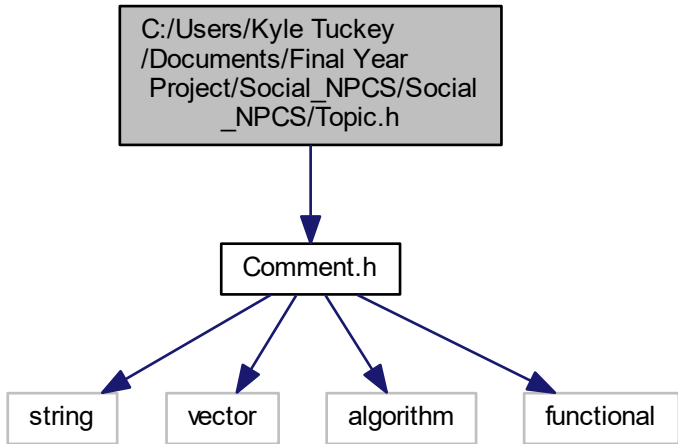 C:/Users/Kyle Tuckey
/Documents/Final Year
Project/Social_NPCS/Social
_NPCS/Topic.h
Comment.h
string
vector
algorithm
functional